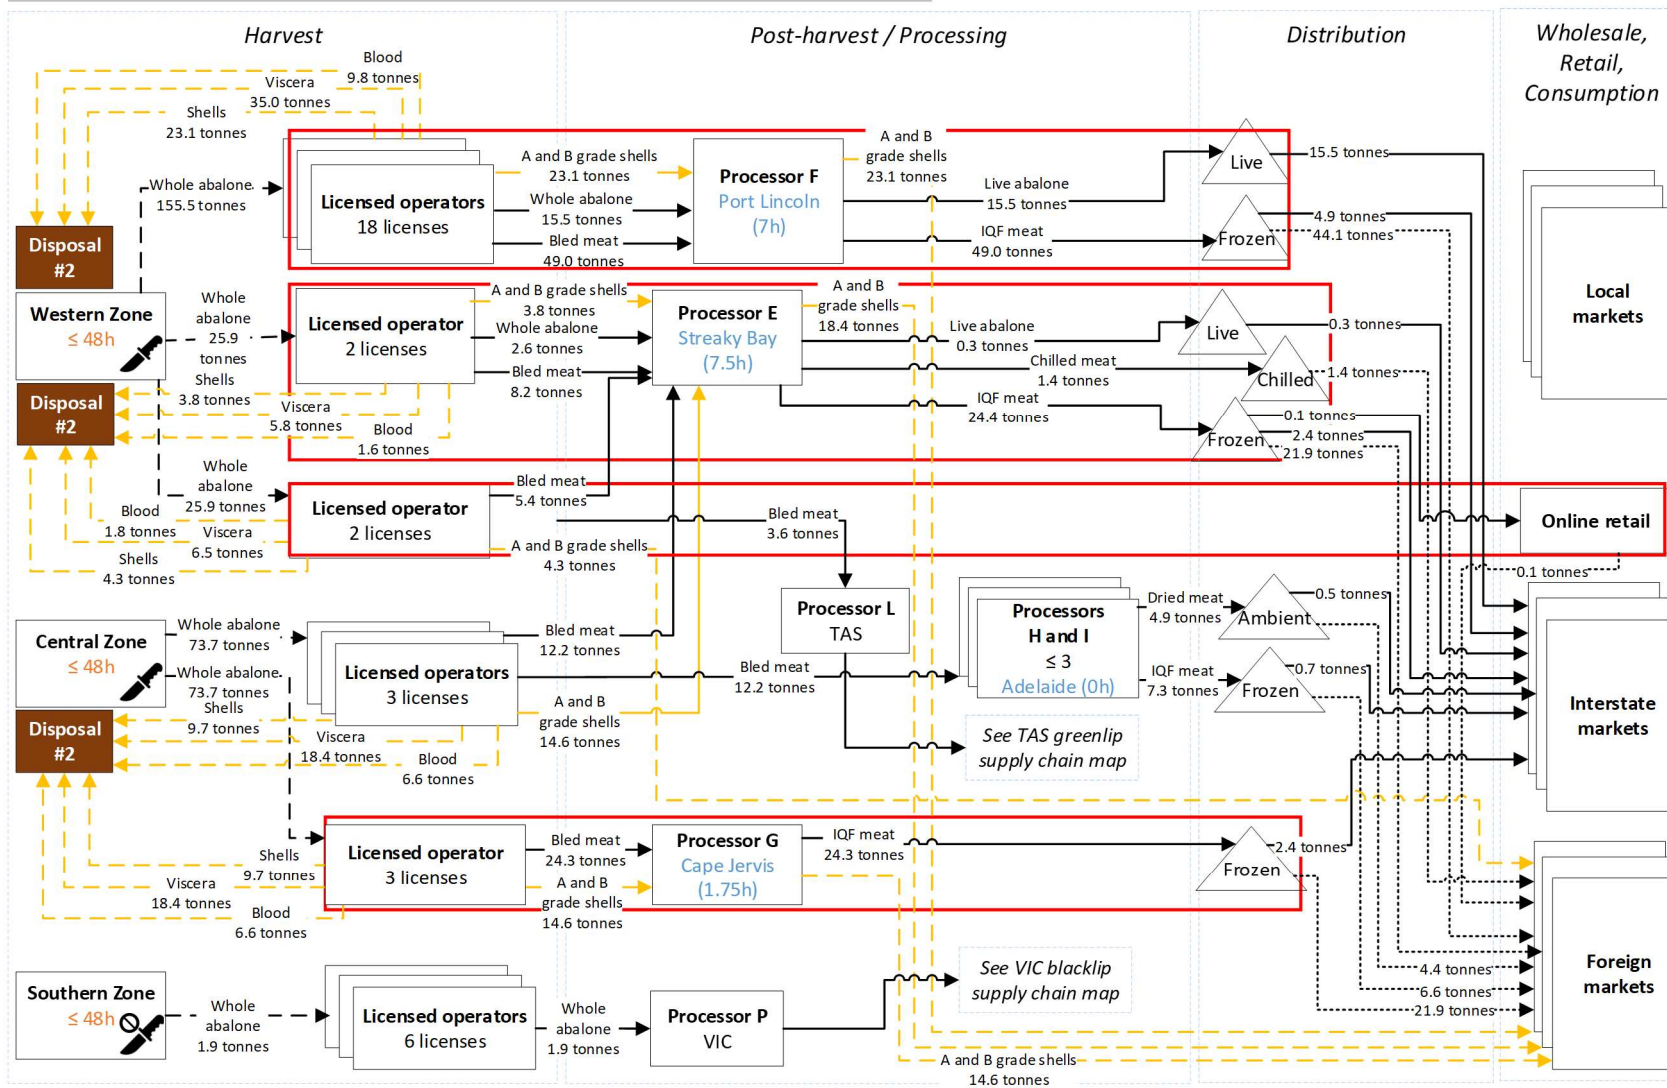 Harvest
Post-harvest / Processing
Distribution
Wholesale,
Retail,
Consumption
Blood
9.8 tonnes
Viscera
35.0 tonnes
Shells
23.1 tonnes
Whole abalone
155.5 tonnes
Disposal
#2
Licensed operators
18 licenses
A and B grade shells
23.1 tonnes
Whole abalone
15.5 tonnes
Bled meat
49.0 tonnes
Processor F
Port Lincoln
(7h)
A and B
grade shells
23.1 tonnes
Live abalone
15.5 tonnes
IQF meat
49.0 tonnes
Live
Frozen
15.5 tonnes
4.9 tonnes
44.1 tonnes
Local
markets
Western Zone
≤ 48h
Whole
abalone
25.9
tonnes
Licensed operator
2 licenses
A and B grade shells
3.8 tonnes
Whole abalone
2.6 tonnes
Bled meat
8.2 tonnes
Processor E
Streaky Bay
(7.5h)
A and B
grade shells
18.4 tonnes
Live abalone
0.3 tonnes
Chilled meat
1.4 tonnes
IQF meat
24.4 tonnes
Live
Chilled
Frozen
0.3 tonnes
1.4 tonnes
0.1 tonnes
2.4 tonnes
21.9 tonnes
Disposal
#2
Shells
3.8 tonnes
Viscera
5.8 tonnes
Blood
1.6 tonnes
Whole
abalone
25.9 tonnes
Blood
1.8 tonnes
Viscera
6.5 tonnes
Shells
4.3 tonnes
Licensed operator
2 licenses
Bled meat
5.4 tonnes
A and B grade shells
4.3 tonnes
Bled meat
3.6 tonnes
Online retail
0.1 tonnes
Processor L
TAS
Central Zone
≤ 48h
Whole abalone
73.7 tonnes
Whole abalone
73.7 tonnes
Licensed operators
3 licenses
Bled meat
12.2 tonnes
Bled meat
12.2 tonnes
A and B
grade shells
14.6 tonnes
Processors
H and I
≤ 3
Adelaide (0h)
Dried meat
4.9 tonnes
IQF meat
7.3 tonnes
Ambient
Frozen
0.5 tonnes
0.7 tonnes
Interstate
markets
See TAS greenlip
supply chain map
Disposal
#2
Shells
9.7 tonnes
Viscera
18.4 tonnes
Blood
6.6 tonnes
Shells
9.7 tonnes
Viscera
18.4 tonnes
Blood
6.6 tonnes
Licensed operator
3 licenses
Bled meat
24.3 tonnes
A and B
grade shells
14.6 tonnes
Processor G
Cape Jervis
(1.75h)
IQF meat
24.3 tonnes
Frozen
2.4 tonnes
4.4 tonnes
6.6 tonnes
21.9 tonnes
Foreign
markets
Southern Zone
≤ 48h
Whole
abalone
1.9 tonnes
Licensed operators
6 licenses
Whole
abalone
1.9 tonnes
Processor P
VIC
See VIC blacklip
supply chain map
A and B grade shells
14.6 tonnes